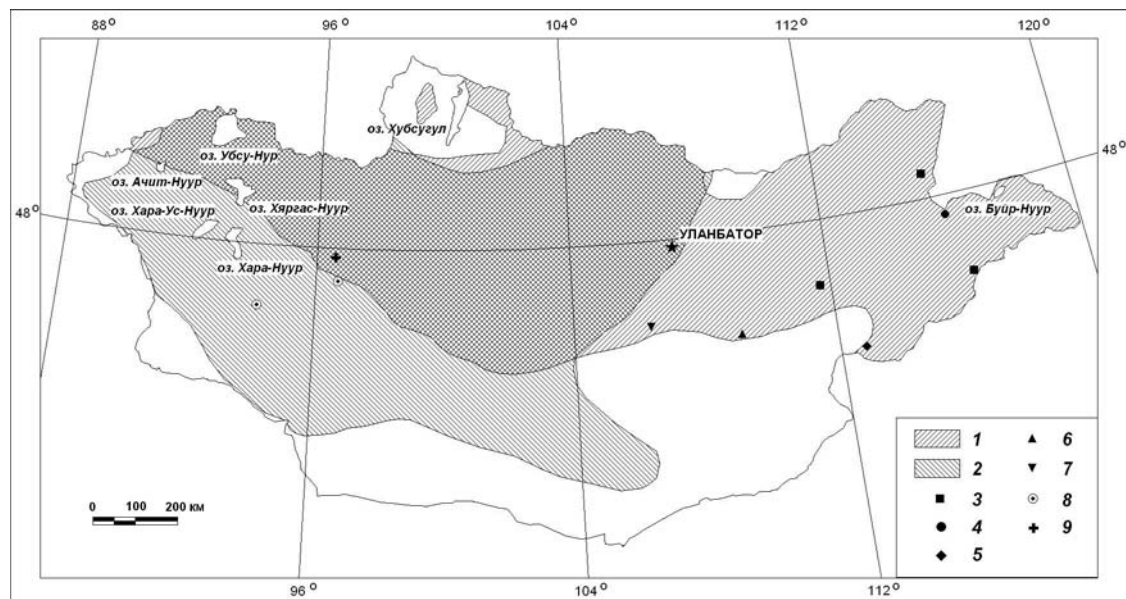 88° 96° 104° 112° 120°
оз. Хубсугул
оз. Убсу-Нур
48°
оз. Ачит-Нуур
оз. Хяргас-Нуур
оз. Хара-Ус-Нуур
48°
оз. Буйр-Нуур
УЛАНБАТОР
оз. Хара-Нуур
1 6
2 7
3 8
4 9
5
0 100 200 км
96° 104° 112°